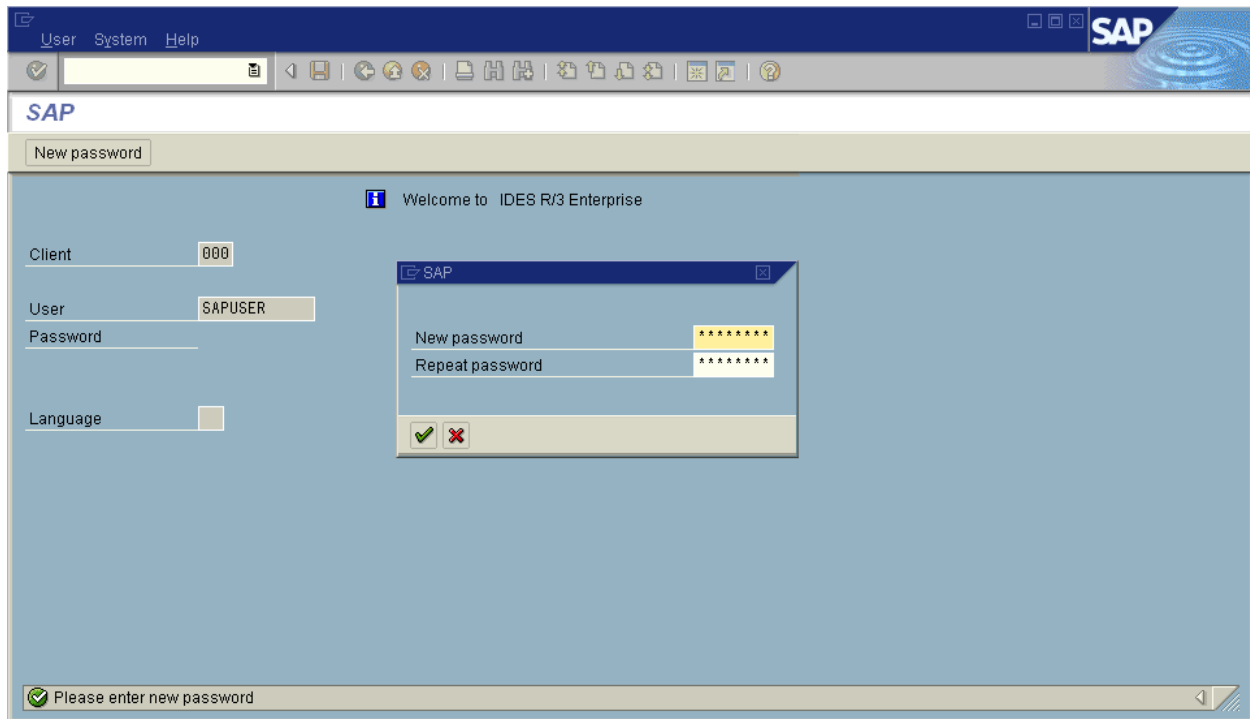 User System Help
SAP
SAP
New password
Welcome to IDES R/3 Enterprise
Client 000
SAP
User SAPUSER
New password ********
Password
Repeat password ********
Language
Please enter new password